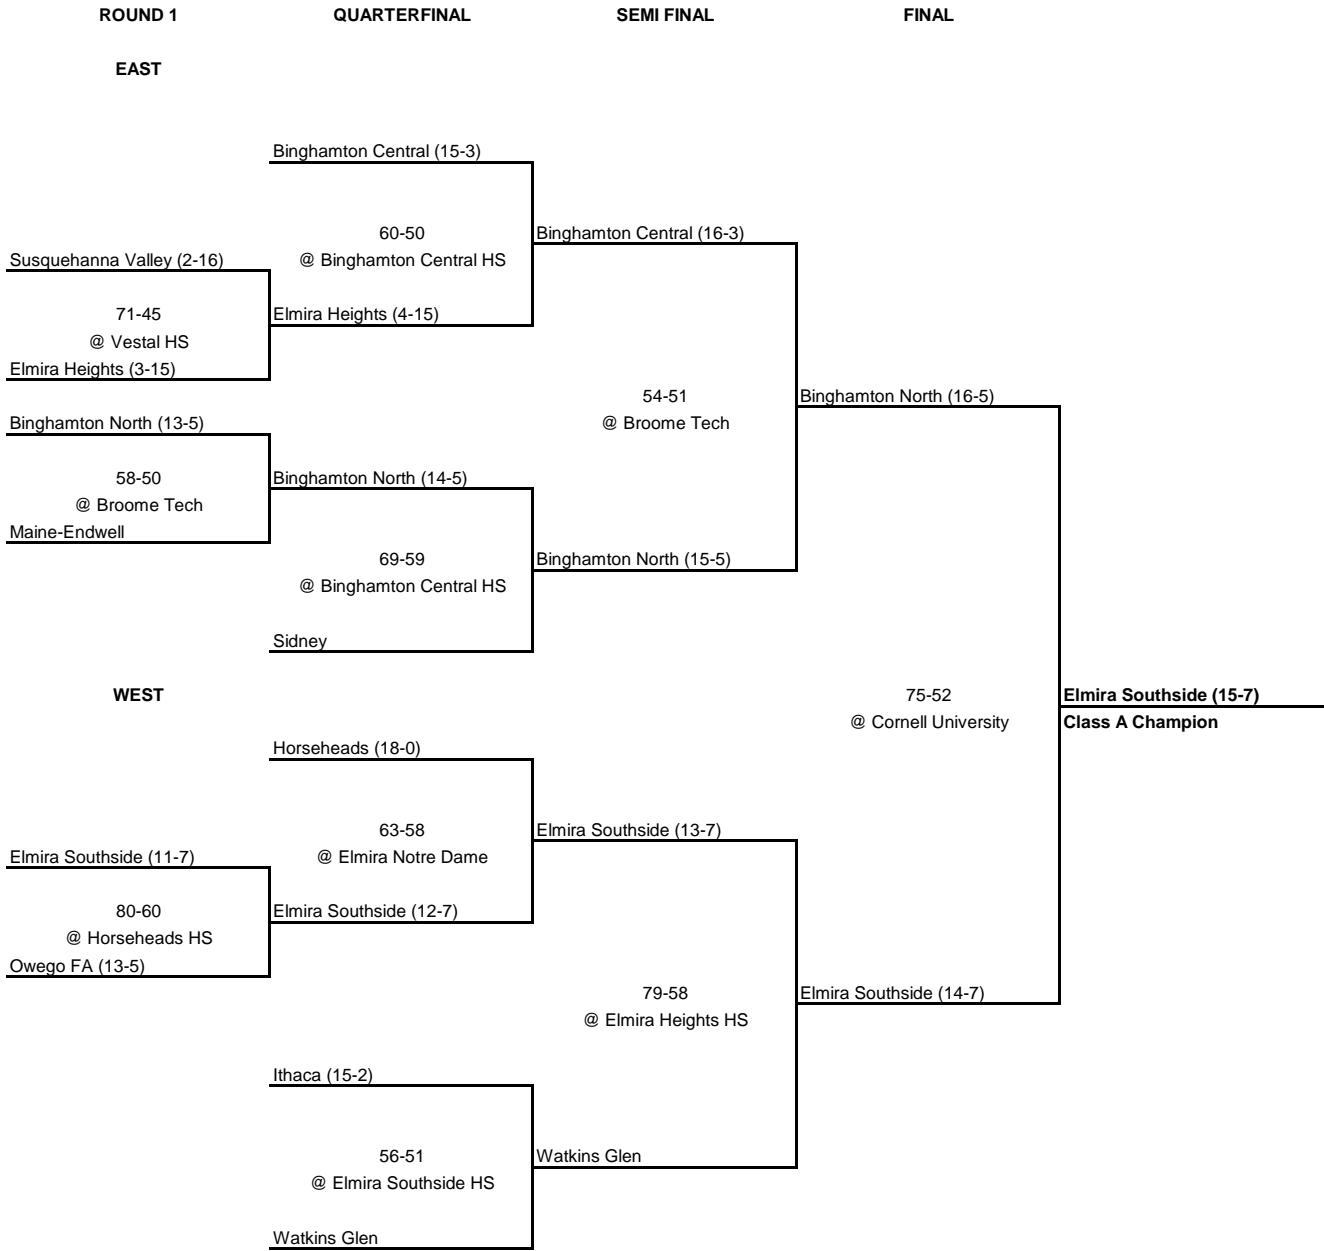 ROUND 1 QUARTERFINAL SEMI FINAL FINAL
EAST
Binghamton Central (15-3)
60-50 Binghamton Central (16-3)
Susquehanna Valley (2-16) @ Binghamton Central HS
71-45 Elmira Heights (4-15)
@ Vestal HS
Elmira Heights (3-15)
54-51 Binghamton North (16-5)
Binghamton North (13-5) @ Broome Tech
58-50 Binghamton North (14-5)
@ Broome Tech
Maine-Endwell
69-59 Binghamton North (15-5)
@ Binghamton Central HS
Sidney
WEST 75-52 Elmira Southside (15-7)
@ Cornell University Class A Champion
Horseheads (18-0)
63-58 Elmira Southside (13-7)
Elmira Southside (11-7) @ Elmira Notre Dame
80-60 Elmira Southside (12-7)
@ Horseheads HS
Owego FA (13-5)
79-58 Elmira Southside (14-7)
@ Elmira Heights HS
Ithaca (15-2)
56-51 Watkins Glen
@ Elmira Southside HS
Watkins Glen